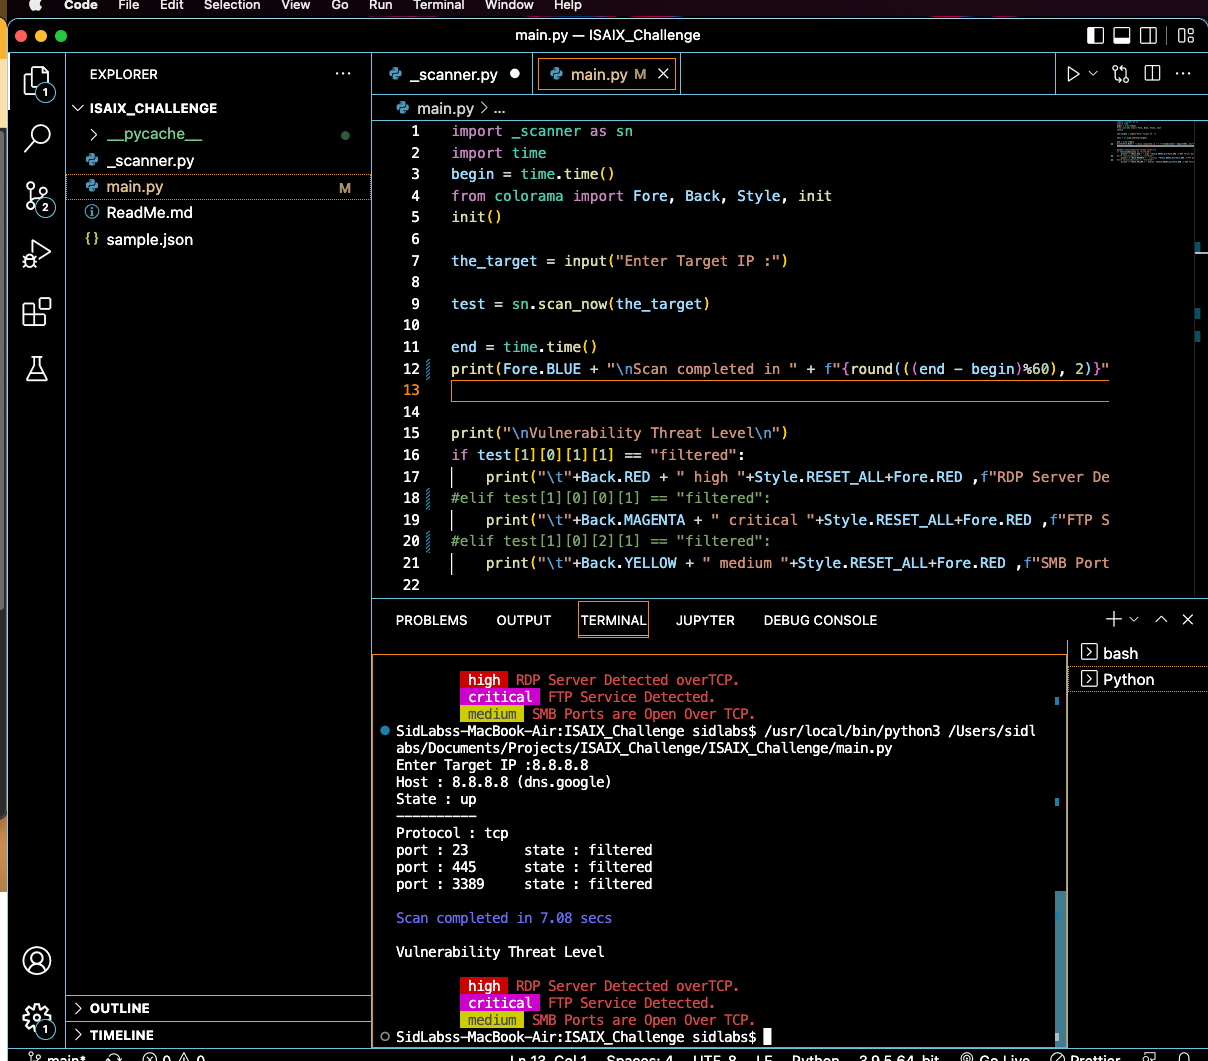 Code File Edit Selection View Go Run Terminal Window Help
main.py — ISAIX_Challenge
EXPLORER
ISAIX_CHALLENGE
__pycache__
_scanner.py
main.py M
ReadMe.md
sample.json
OUTLINE
TIMELINE
1
2
1
_scanner.py
main.py M
main.py > ...
1 import _scanner as sn
2 import time
3 begin = time.time()
4 from colorama import Fore, Back, Style, init
5 init()
6
7 the_target = input("Enter Target IP :")
8
9 test = sn.scan_now(the_target)
10
11 end = time.time()
12 print(Fore.BLUE + "\nScan completed in " + f"{round(((end - begin)%60), 2)}"
13
14
15 print("\nVulnerability Threat Level\n")
16 if test[1][0][1][1] == "filtered":
17 print("\t"+Back.RED + " high "+Style.RESET_ALL+Fore.RED ,f"RDP Server De
18 #elif test[1][0][0][1] == "filtered":
19 print("\t"+Back.MAGENTA + " critical "+Style.RESET_ALL+Fore.RED ,f"FTP S
20 #elif test[1][0][2][1] == "filtered":
21 print("\t"+Back.YELLOW + " medium "+Style.RESET_ALL+Fore.RED ,f"SMB Port
22
PROBLEMS OUTPUT TERMINAL JUPYTER DEBUG CONSOLE
bash
Python
high RDP Server Detected overTCP.
critical FTP Service Detected.
medium SMB Ports are Open Over TCP.
SidLabss-MacBook-Air:ISAIX_Challenge sidlabs$ /usr/local/bin/python3 /Users/sidl
abs/Documents/Projects/ISAIX_Challenge/ISAIX_Challenge/main.py
Enter Target IP :8.8.8.8
Host : 8.8.8.8 (dns.google)
State : up
----------
Protocol : tcp
port : 23 state : filtered
port : 445 state : filtered
port : 3389 state : filtered
Scan completed in 7.08 secs
Vulnerability Threat Level
high RDP Server Detected overTCP.
critical FTP Service Detected.
medium SMB Ports are Open Over TCP.
SidLabss-MacBook-Air:ISAIX_Challenge sidlabs$
main* 0 0 Ln 13, Col 1 Spaces: 4 UTF-8 LF Python 3.9.5 64-bit Go Live Prettier